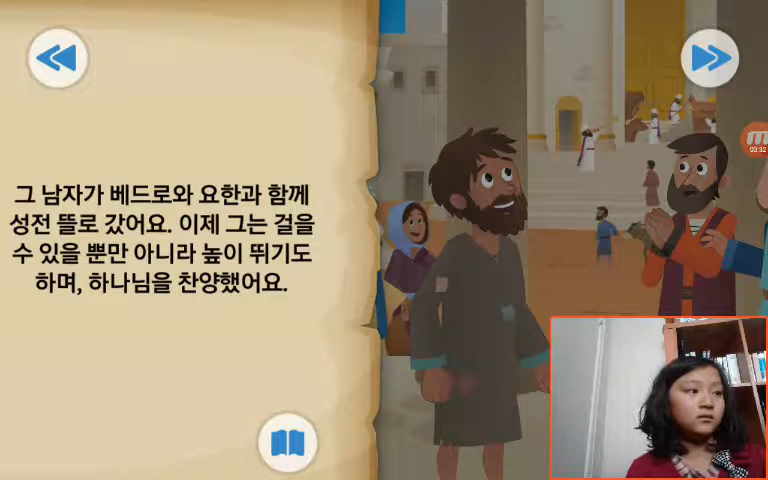 그 남자가 베드로와 요한과 함께
성전 뜰로 갔어요. 이제 그는 걸을
수 있을 뿐만 아니라 높이 뛰기도
하며, 하나님을 찬양했어요.
03:32